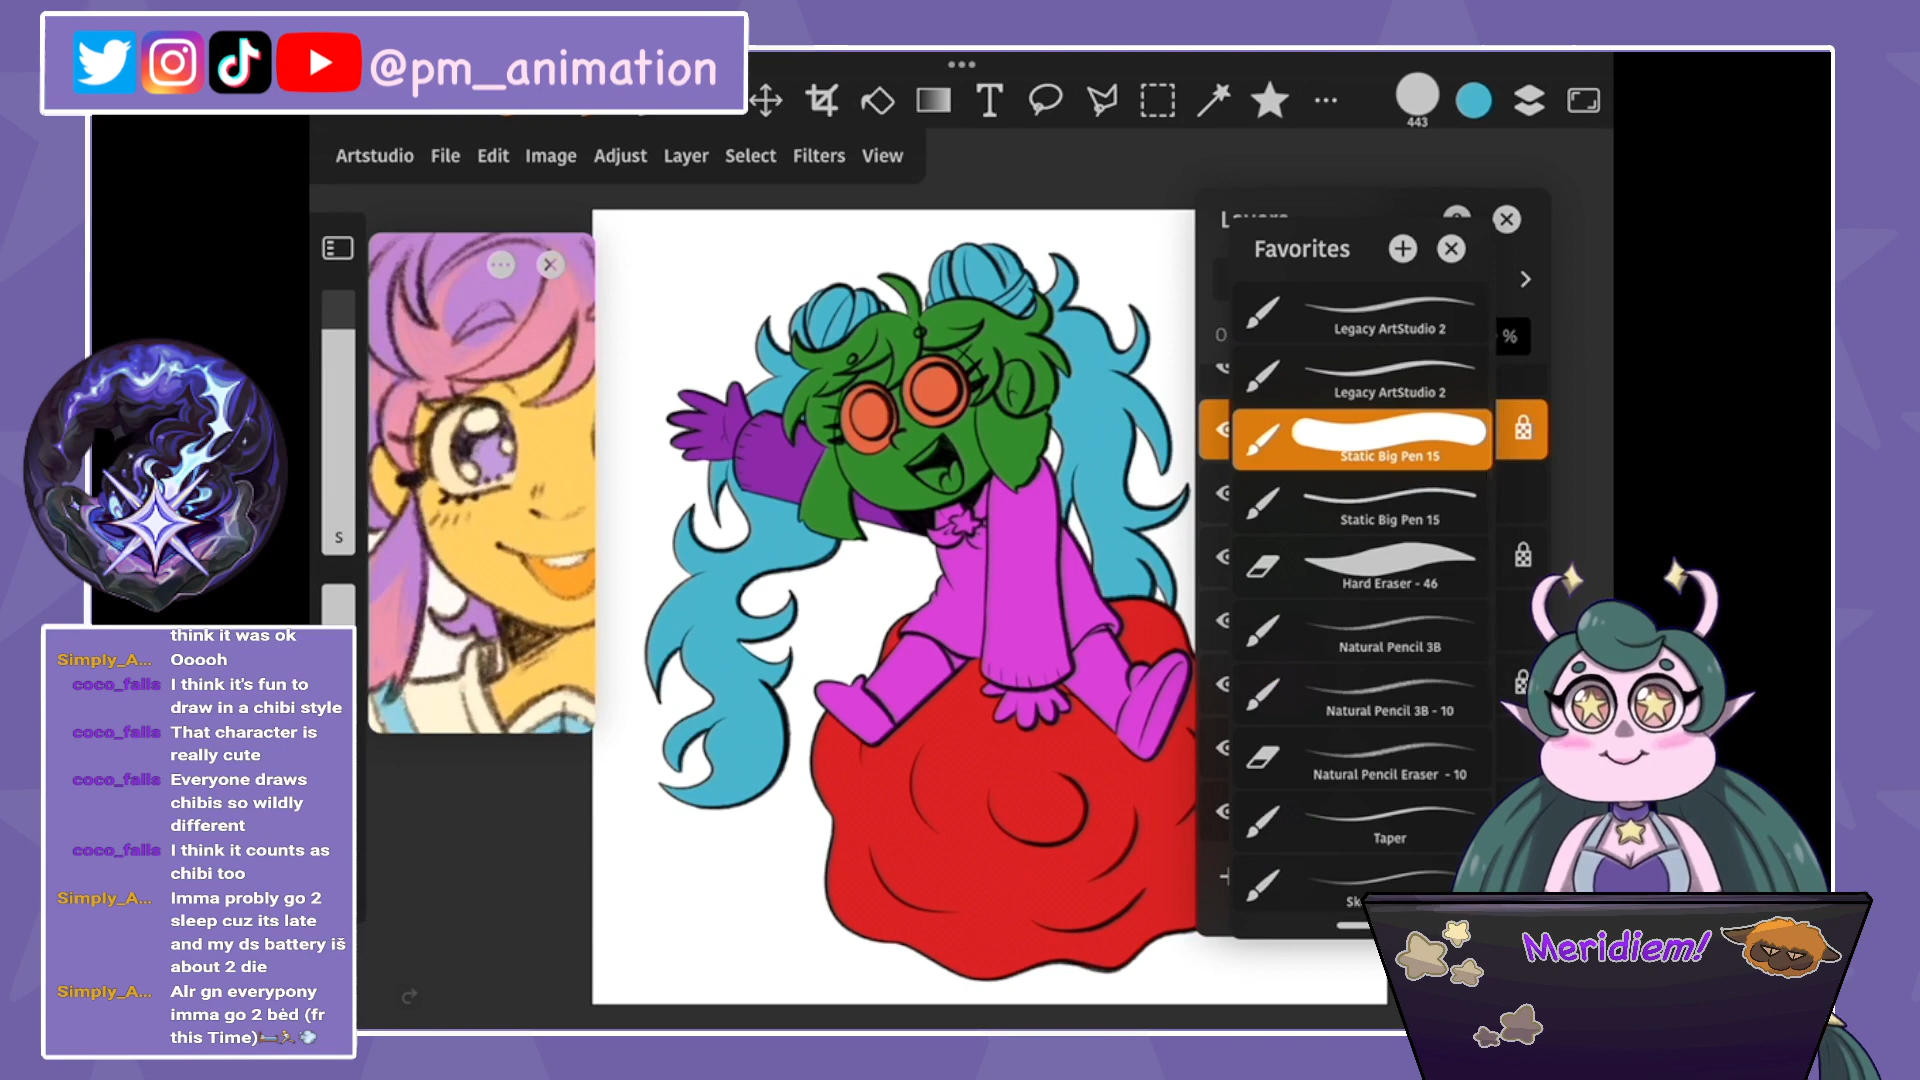 @pm_animation
443
Artstudio File Edit Image Adjust Layer Select Filters View
Layers
Favorites
Legacy ArtStudio 2
%
Legacy ArtStudio 2
Static Big Pen 15
Static Big Pen 15
Hard Eraser - 46
Natural Pencil 3B
Natural Pencil 3B - 10
Natural Pencil Eraser - 10
Taper
S
think it was ok
Simply_A... Ooooh
coco_falls I think it's fun to
draw in a chibi style
coco_falls That character is
really cute
coco_falls Everyone draws
chibis so wildly
different
coco_falls I think it counts as
chibi too
Simply_A... Imma probly go 2
sleep cuz its late
and my ds battery iš
about 2 die
Simply_A... Alr gn everypony
imma go 2 bėd (fr
this Time)
Meridiem!